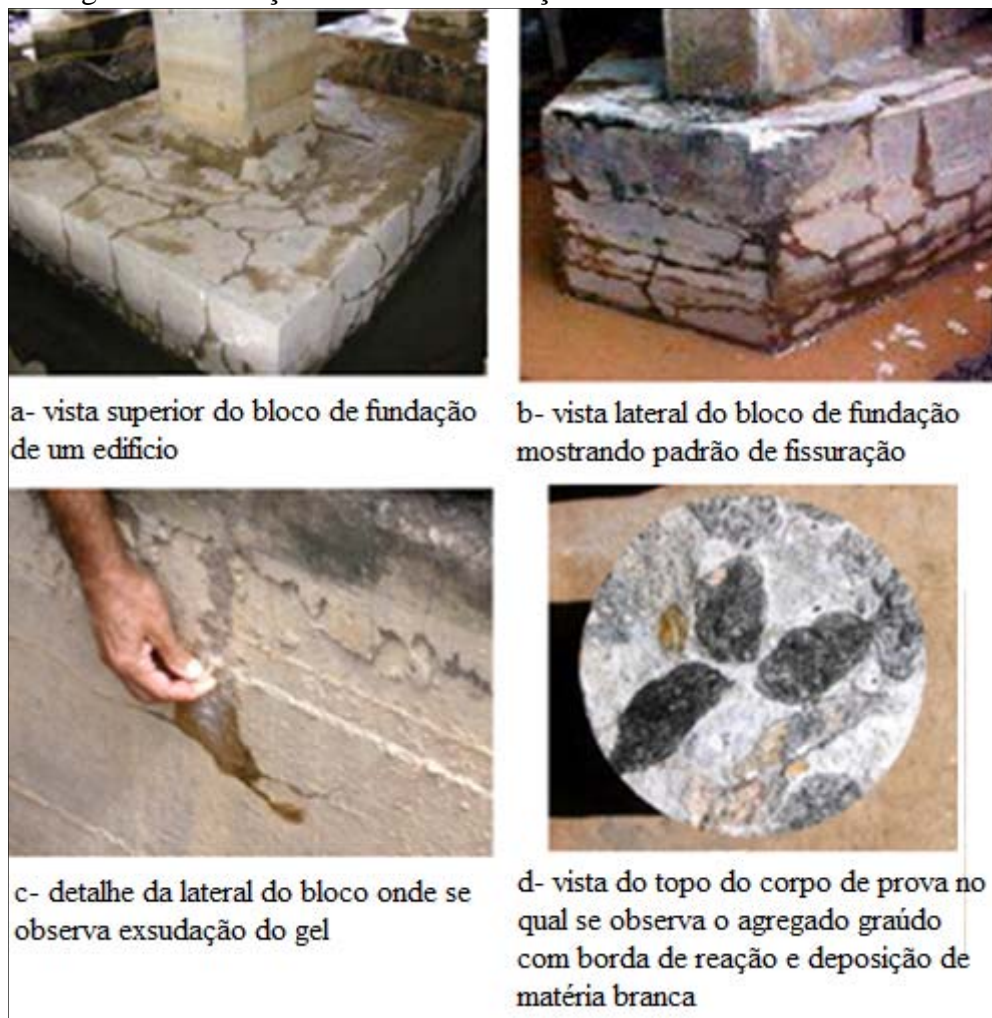 a- vista superior do bloco de fundação
de um edifício
b- vista lateral do bloco de fundação
mostrando padrão de fissuração
c- detalhe da lateral do bloco onde se
observa exsudação do gel
d- vista do topo do corpo de prova no
qual se observa o agregado graúdo
com borda de reação e deposição de
matéria branca